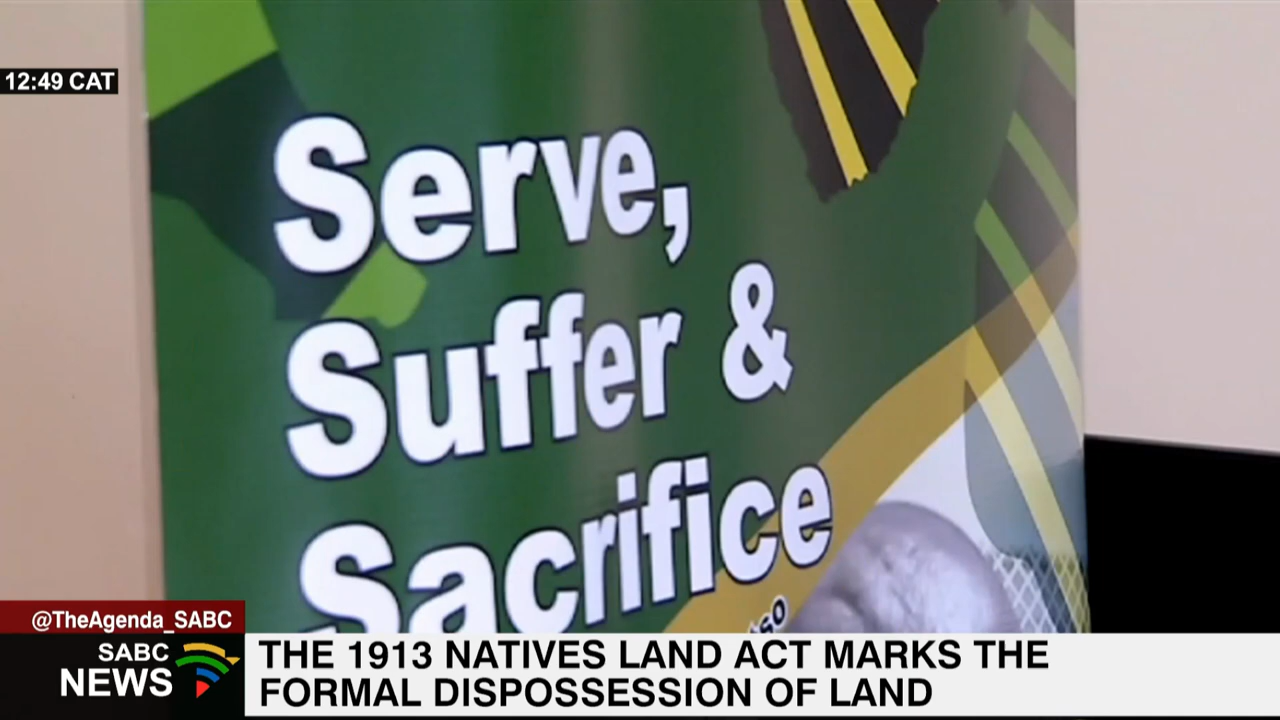 12:49 CAT
Serve,
Suffer &
Sacrifice
@TheAgenda_SABC
SABC
NEWS
THE 1913 NATIVES LAND ACT MARKS THE
FORMAL DISPOSSESSION OF LAND